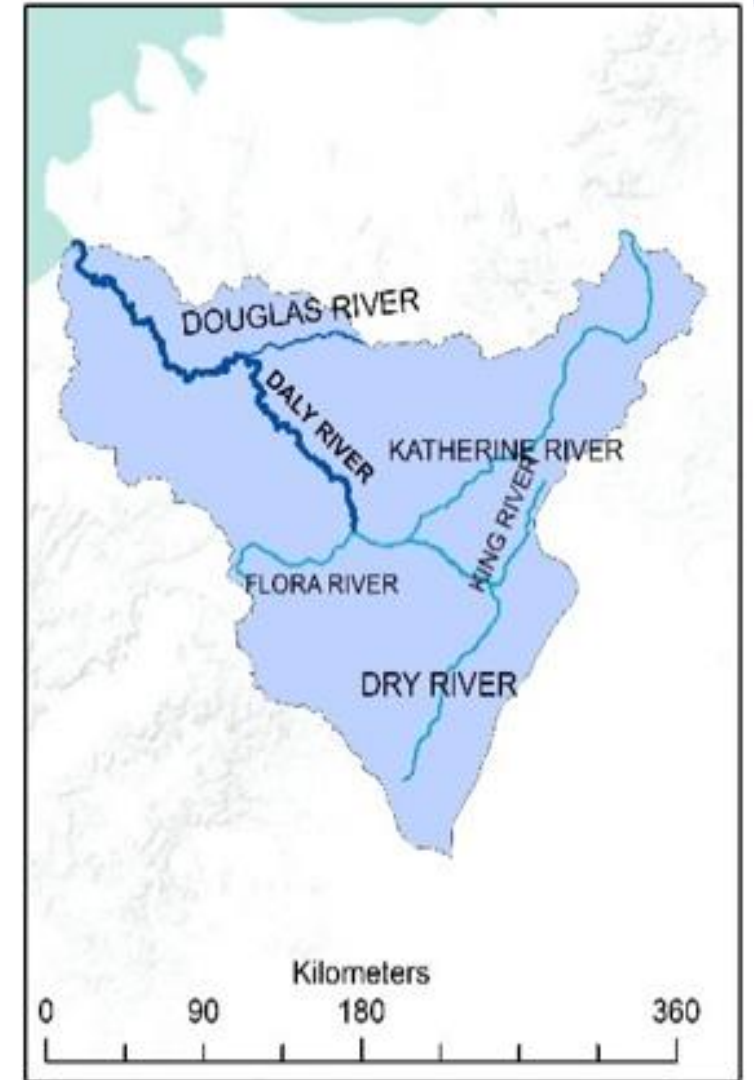 DOUGLAS RIVER
DALY RIVER
KATHERINE RIVER
KING RIVER
FLORA RIVER
DRY RIVER
Kilometers
0 90 180 360